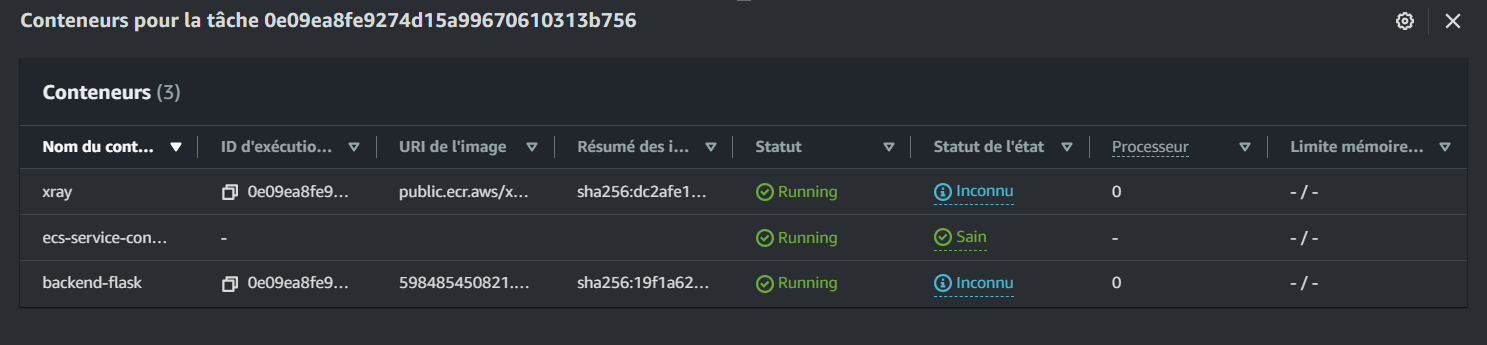 Conteneurs pour la tâche 0e09ea8fe9274d15a99670610313b756
Conteneurs (3)
Nom du cont... ID d'exécutio... URI de l'image Résumé des i... Statut Statut de l'état Processeur Limite mémoire...
xray 0e09ea8fe9... public.ecr.aws/x... sha256:dc2afe1... Running Inconnu 0 - / -
ecs-service-con... - Running Sain - - / -
backend-flask 0e09ea8fe9... 598485450821.... sha256:19f1a62... Running Inconnu 0 - / -